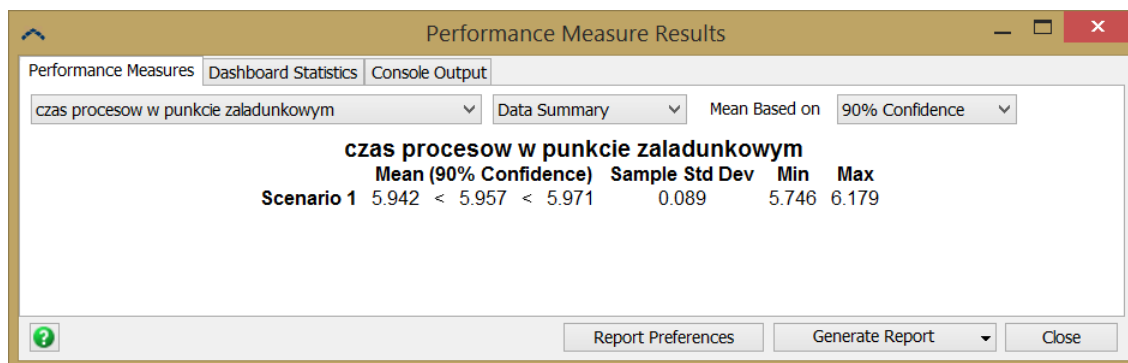 Performance Measure Results
Performance Measures Dashboard Statistics Console Output
czas procesow w punkcie zaladunkowym Data Summary Mean Based on 90% Confidence
czas procesow w punkcie zaladunkowym
Mean (90% Confidence) Sample Std Dev Min Max
Scenario 1 5.942 < 5.957 < 5.971 0.089 5.746 6.179
Report Preferences Generate Report Close